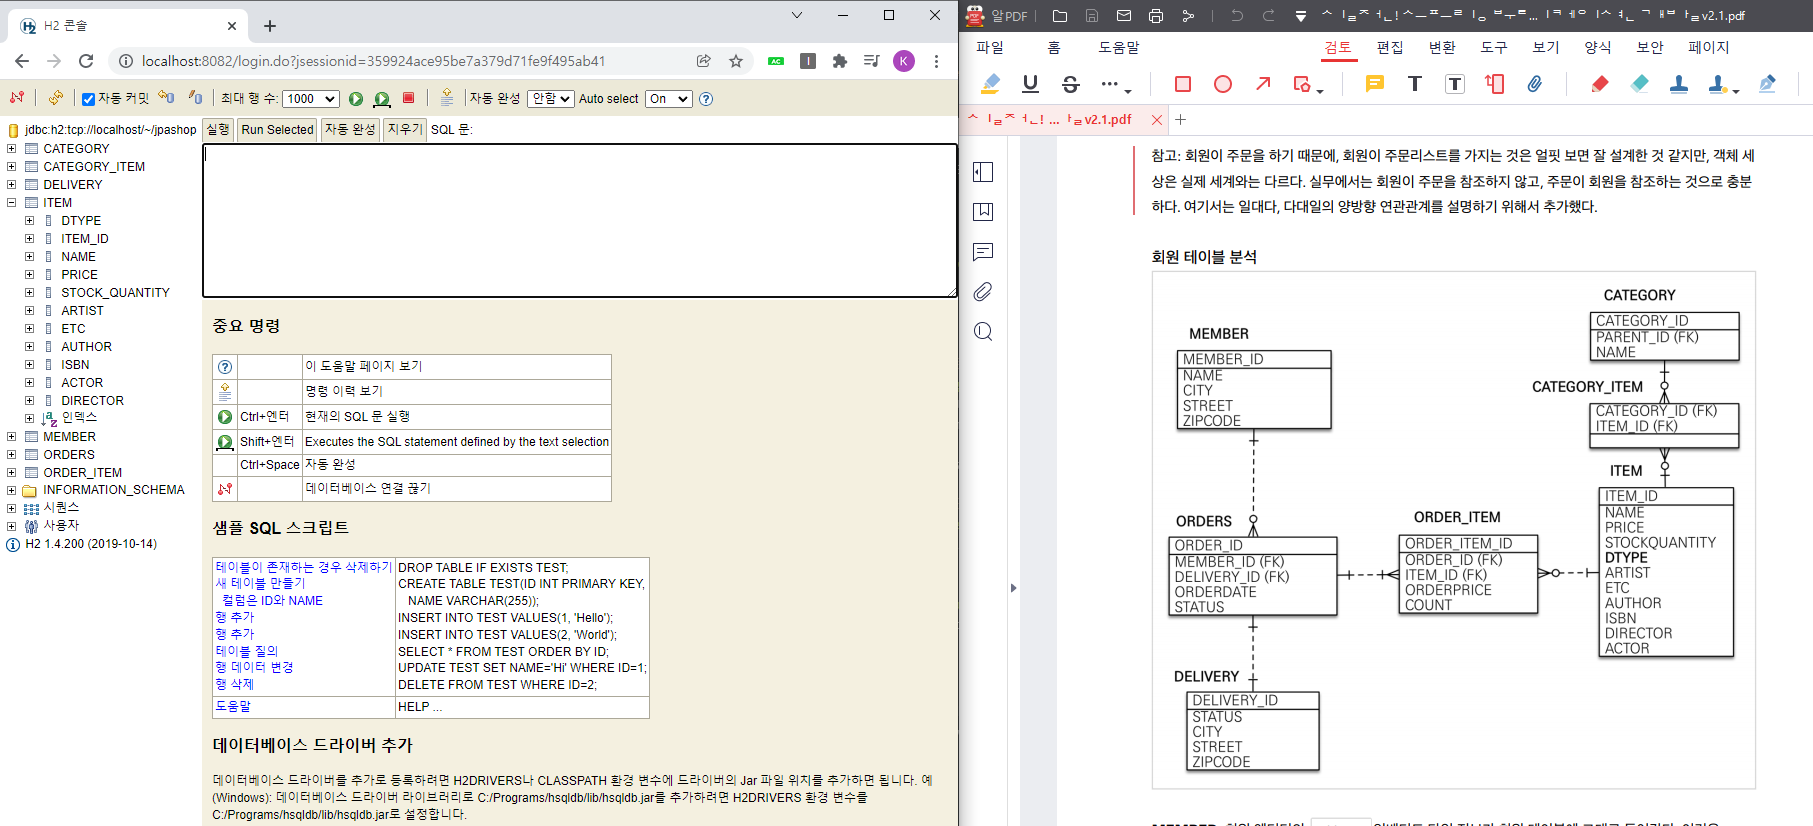 H2 콘솔
localhost:8082/login.do?jsessionid=359924ace95be7a379d71fe9f495ab41
AC
I
K
자동 커밋
최대 행 수: 1000
자동 완성 안함 Auto select On
jdbc:h2:tcp://localhost/~/jpashop
CATEGORY
CATEGORY_ITEM
DELIVERY
ITEM
DTYPE
ITEM_ID
NAME
PRICE
STOCK_QUANTITY
ARTIST
ETC
AUTHOR
ISBN
ACTOR
DIRECTOR
인덱스
MEMBER
ORDERS
ORDER_ITEM
INFORMATION_SCHEMA
시퀀스
사용자
H2 1.4.200 (2019-10-14)
실행 Run Selected 자동 완성 지우기 SQL 문:
중요 명령
이 도움말 페이지 보기
명령 이력 보기
Ctrl+엔터 현재의 SQL 문 실행
Shift+엔터 Executes the SQL statement defined by the text selection
Ctrl+Space 자동 완성
데이터베이스 연결 끊기
샘플 SQL 스크립트
테이블이 존재하는 경우 삭제하기 DROP TABLE IF EXISTS TEST;
새 테이블 만들기 CREATE TABLE TEST(ID INT PRIMARY KEY,
컬럼은 ID와 NAME NAME VARCHAR(255));
행 추가 INSERT INTO TEST VALUES(1, 'Hello');
행 추가 INSERT INTO TEST VALUES(2, 'World');
테이블 질의 SELECT * FROM TEST ORDER BY ID;
행 데이터 변경 UPDATE TEST SET NAME='Hi' WHERE ID=1;
행 삭제 DELETE FROM TEST WHERE ID=2;
도움말 HELP ...
데이터베이스 드라이버 추가
데이터베이스 드라이버를 추가로 등록하려면 H2DRIVERS나 CLASSPATH 환경 변수에 드라이버의 Jar 파일 위치를 추가하면 됩니다. 예
(Windows): 데이터베이스 드라이버 라이브러리로 C:/Programs/hsqldb/lib/hsqldb.jar를 추가하려면 H2DRIVERS 환경 변수를
C:/Programs/hsqldb/lib/hsqldb.jar로 설정합니다.
알PDF
v2.1.pdf
파일 홈 도움말 검토 편집 변환 도구 보기 양식 보안 페이지
v2.1.pdf
참고: 회원이 주문을 하기 때문에, 회원이 주문리스트를 가지는 것은 얼핏 보면 잘 설계한 것 같지만, 객체 세
상은 실제 세계와는 다르다. 실무에서는 회원이 주문을 참조하지 않고, 주문이 회원을 참조하는 것으로 충분
하다. 여기서는 일대다, 다대일의 양방향 연관관계를 설명하기 위해서 추가했다.
회원 테이블 분석
MEMBER
MEMBER_ID
NAME
CITY
STREET
ZIPCODE
CATEGORY
CATEGORY_ID
PARENT_ID (FK)
NAME
CATEGORY_ITEM
CATEGORY_ID (FK)
ITEM_ID (FK)
ORDERS
ORDER_ID
MEMBER_ID (FK)
DELIVERY_ID (FK)
ORDERDATE
STATUS
ORDER_ITEM
ORDER_ITEM_ID
ORDER_ID (FK)
ITEM_ID (FK)
ORDERPRICE
COUNT
ITEM
ITEM_ID
NAME
PRICE
STOCKQUANTITY
DTYPE
ARTIST
ETC
AUTHOR
ISBN
DIRECTOR
ACTOR
DELIVERY
DELIVERY_ID
STATUS
CITY
STREET
ZIPCODE